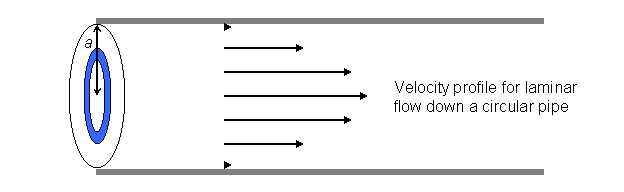 a
Velocity profile for laminar
flow down a circular pipe